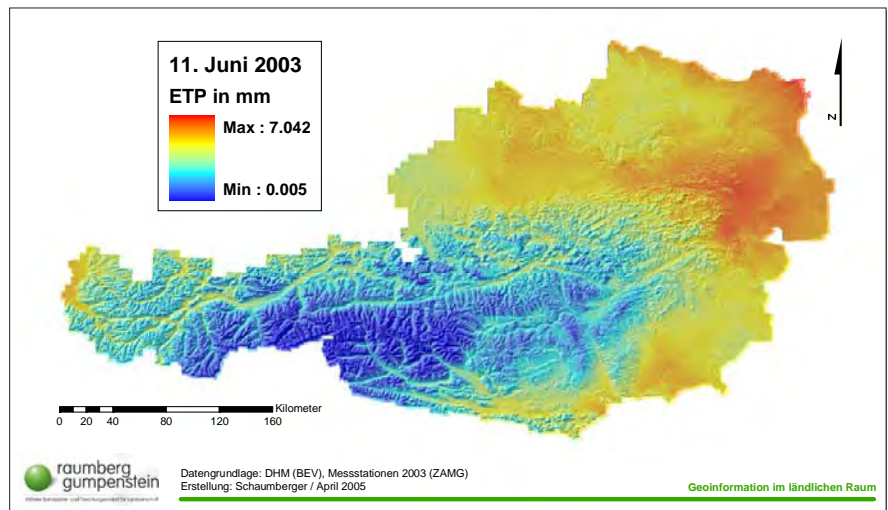 11. Juni 2003
ETP in mm
Max : 7.042
Min : 0.005
N
Kilometer
0 20 40 80 120 160
raumberg
gumpenstein
Datengrundlage: DHM (BEV), Messstationen 2003 (ZAMG)
Erstellung: Schaumberger / April 2005
Geoinformation im ländlichen Raum